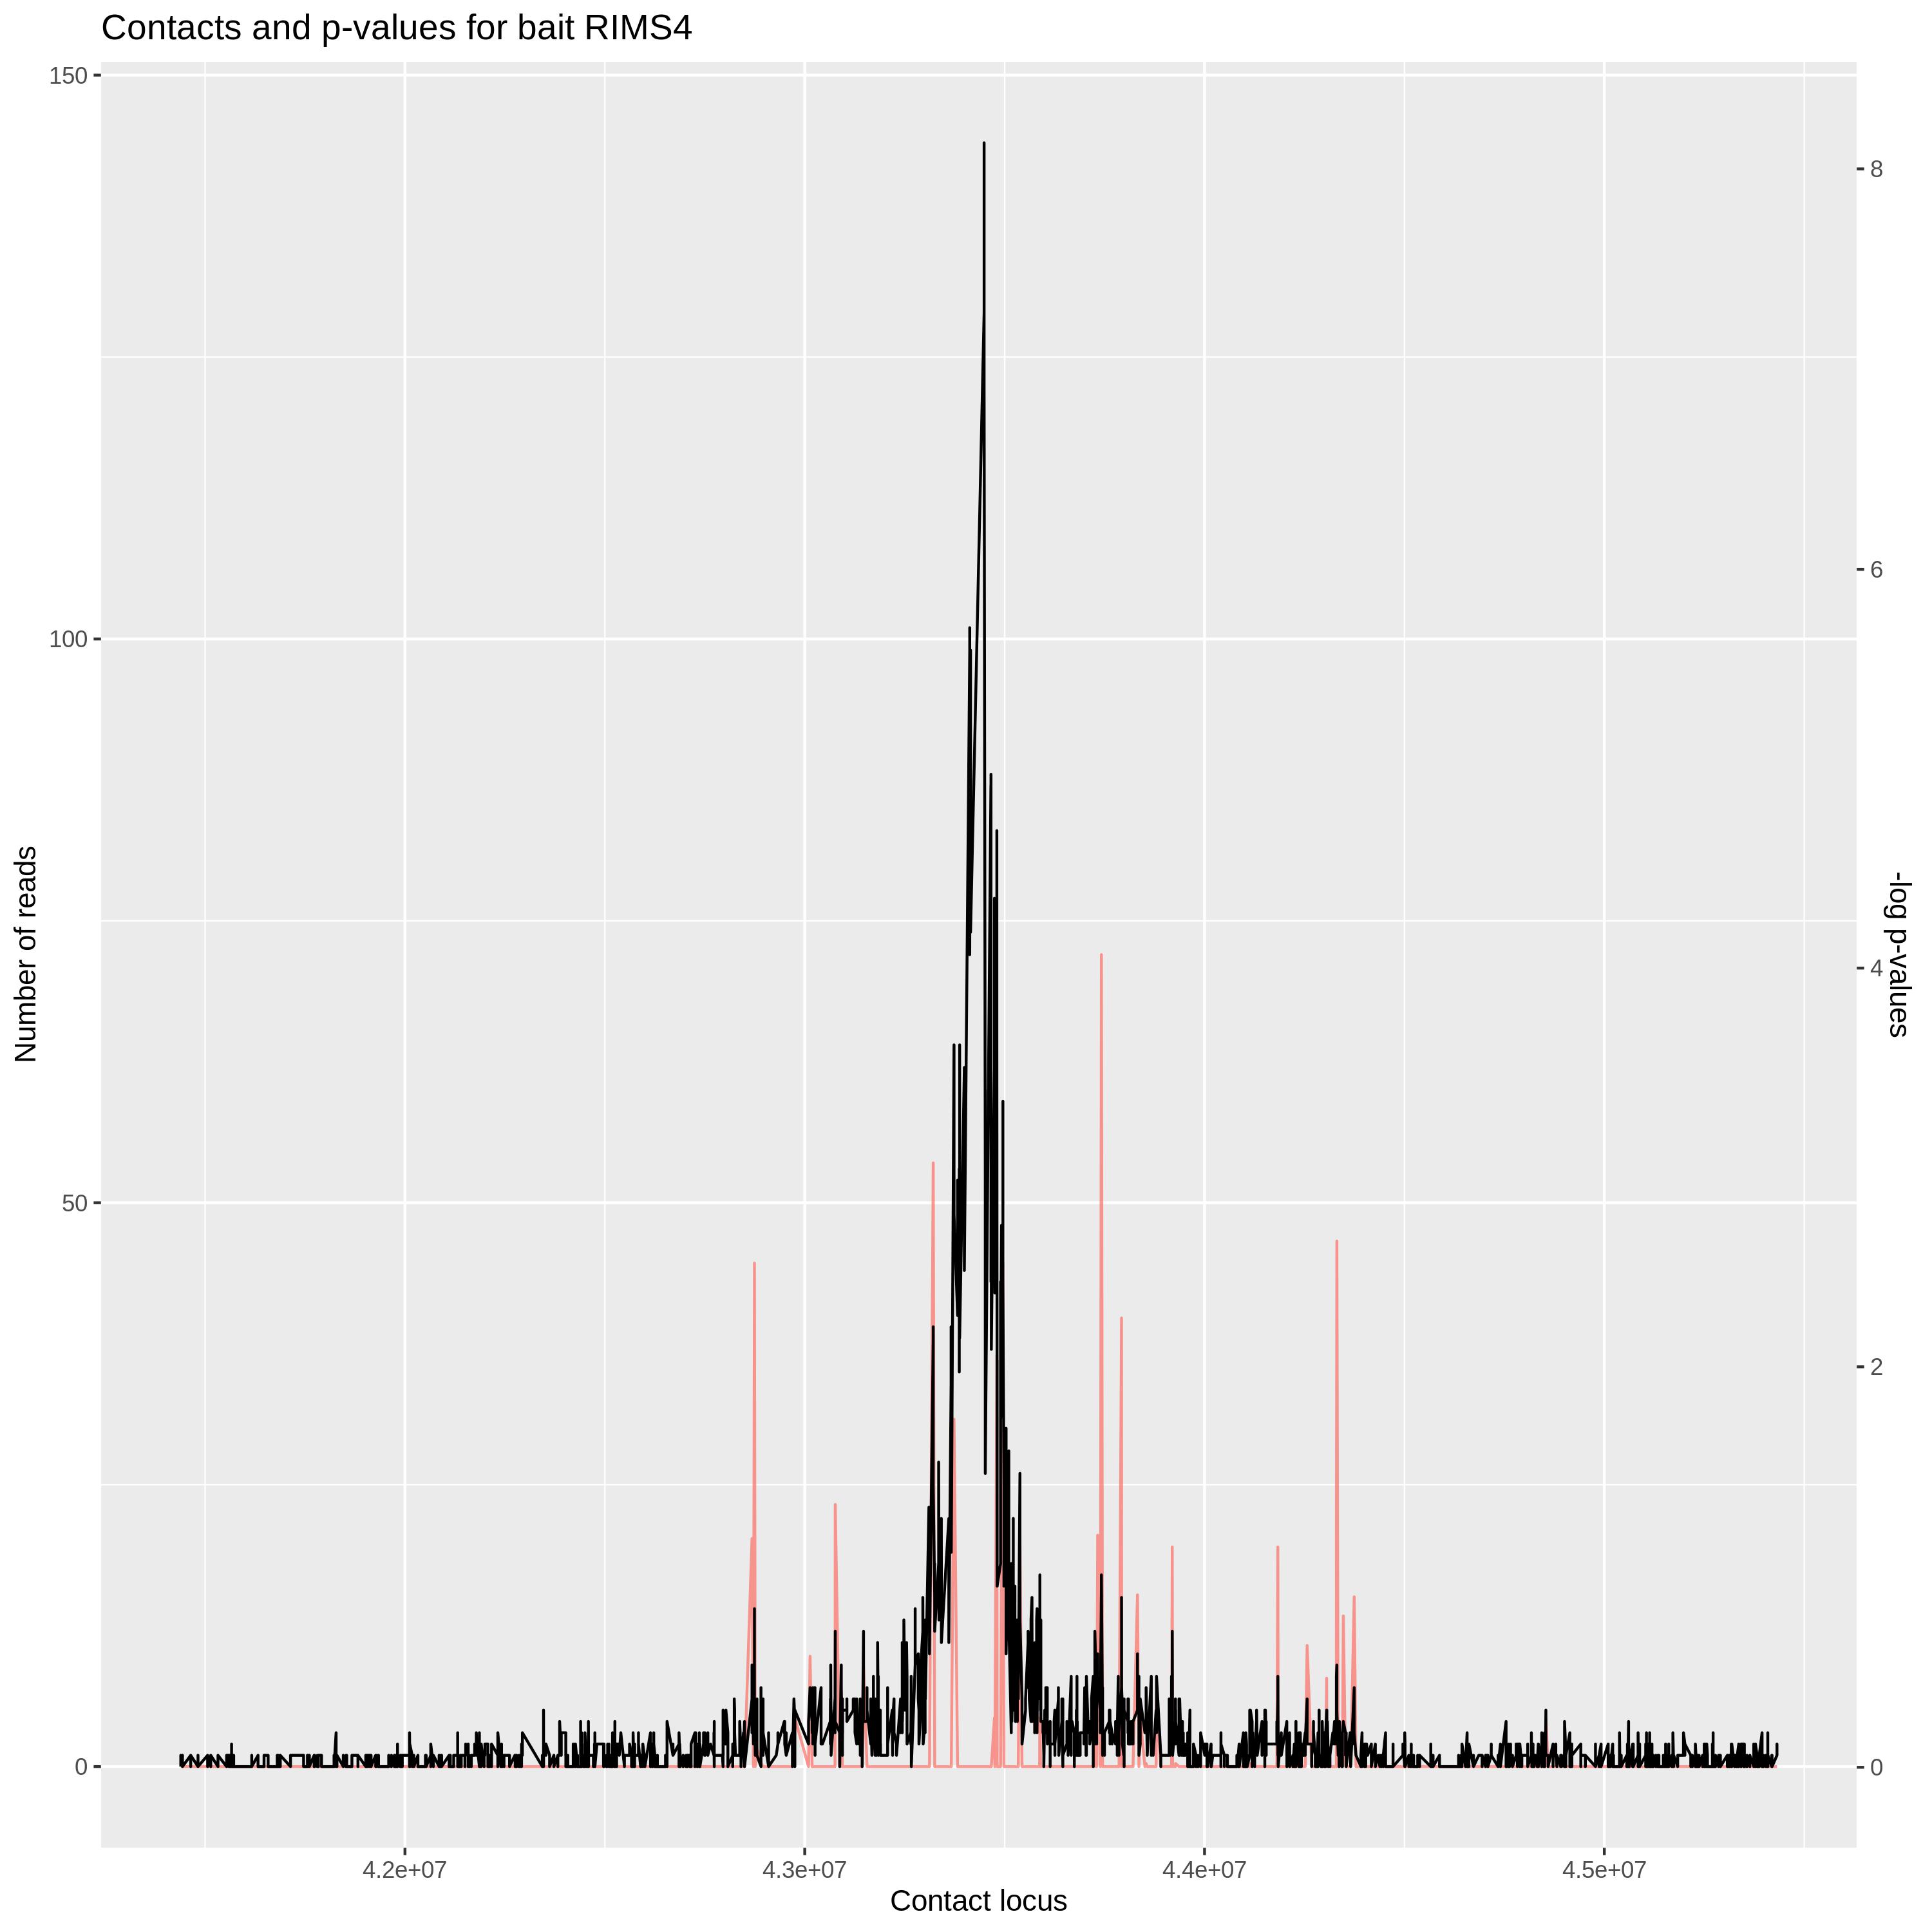 Contacts and p-values for bait RIMS4
150
100
50
0
Number of reads
8
6
4
2
0
-log p-values
4.2e+07
4.3e+07
4.4e+07
4.5e+07
Contact locus